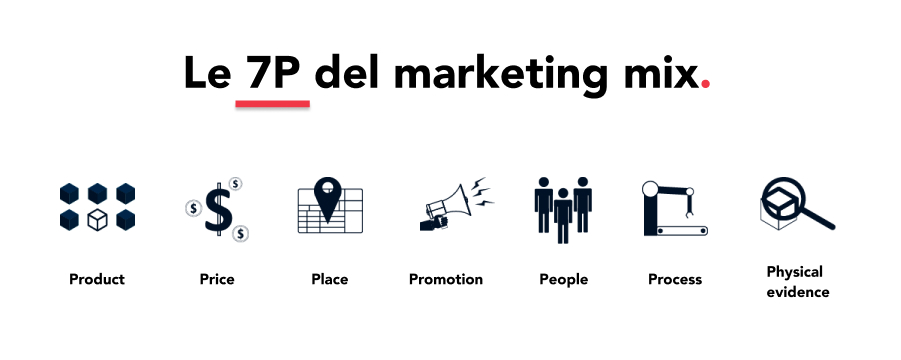 Le 7P del marketing mix.
$
$
$
$
Product
Price
Place
Promotion
People
Process
Physical
evidence